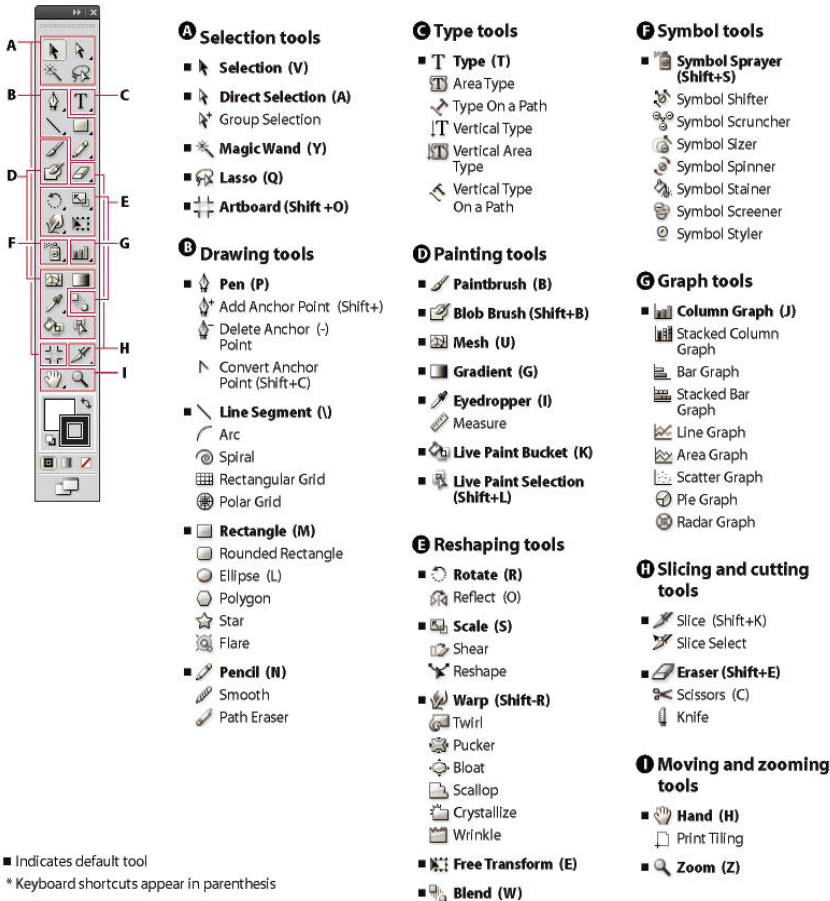 A
B
C
D
E
F
G
H
I
A Selection tools
■ Selection (V)
■ Direct Selection (A)
Group Selection
■ Magic Wand (Y)
■ Lasso (Q)
■ Artboard (Shift +O)
B Drawing tools
■ Pen (P)
Add Anchor Point (Shift+)
Delete Anchor (-)
Point
Convert Anchor
Point (Shift+C)
■ Line Segment (\)
Arc
Spiral
Rectangular Grid
Polar Grid
■ Rectangle (M)
Rounded Rectangle
Ellipse (L)
Polygon
Star
Flare
■ Pencil (N)
Smooth
Path Eraser
C Type tools
■ Type (T)
Area Type
Type On a Path
Vertical Type
Vertical Area
Type
Vertical Type
On a Path
D Painting tools
■ Paintbrush (B)
■ Blob Brush (Shift+B)
■ Mesh (U)
■ Gradient (G)
■ Eyedropper (I)
Measure
■ Live Paint Bucket (K)
■ Live Paint Selection
(Shift+L)
E Reshaping tools
■ Rotate (R)
Reflect (O)
■ Scale (S)
Shear
Reshape
■ Warp (Shift-R)
Twirl
Pucker
Bloat
Scallop
Crystallize
Wrinkle
■ Free Transform (E)
■ Blend (W)
F Symbol tools
■ Symbol Sprayer
(Shift+S)
Symbol Shifter
Symbol Scruncher
Symbol Sizer
Symbol Spinner
Symbol Stainer
Symbol Screener
Symbol Styler
G Graph tools
■ Column Graph (J)
Stacked Column
Graph
Bar Graph
Stacked Bar
Graph
Line Graph
Area Graph
Scatter Graph
Pie Graph
Radar Graph
H Slicing and cutting
tools
■ Slice (Shift+K)
Slice Select
■ Eraser (Shift+E)
Scissors (C)
Knife
I Moving and zooming
tools
■ Hand (H)
Print Tiling
■ Zoom (Z)
■ Indicates default tool
* Keyboard shortcuts appear in parenthesis